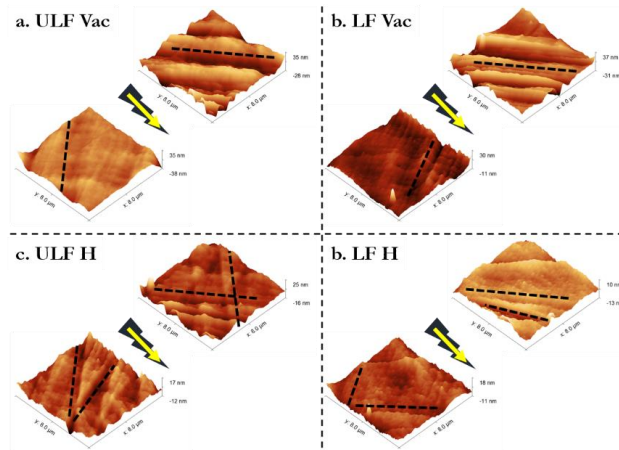 a. ULF Vac
35 nm
-26 nm
y: 8.0 µm
x: 8.0 µm
35 nm
-38 nm
y: 8.0 µm
x: 8.0 µm
b. LF Vac
37 nm
-31 nm
y: 8.0 µm
x: 8.0 µm
30 nm
-11 nm
y: 8.0 µm
x: 8.0 µm
c. ULF H
25 nm
-16 nm
y: 8.0 µm
x: 8.0 µm
17 nm
-12 nm
y: 8.0 µm
x: 8.0 µm
b. LF H
10 nm
-13 nm
y: 8.0 µm
x: 8.0 µm
18 nm
-11 nm
y: 8.0 µm
x: 8.0 µm